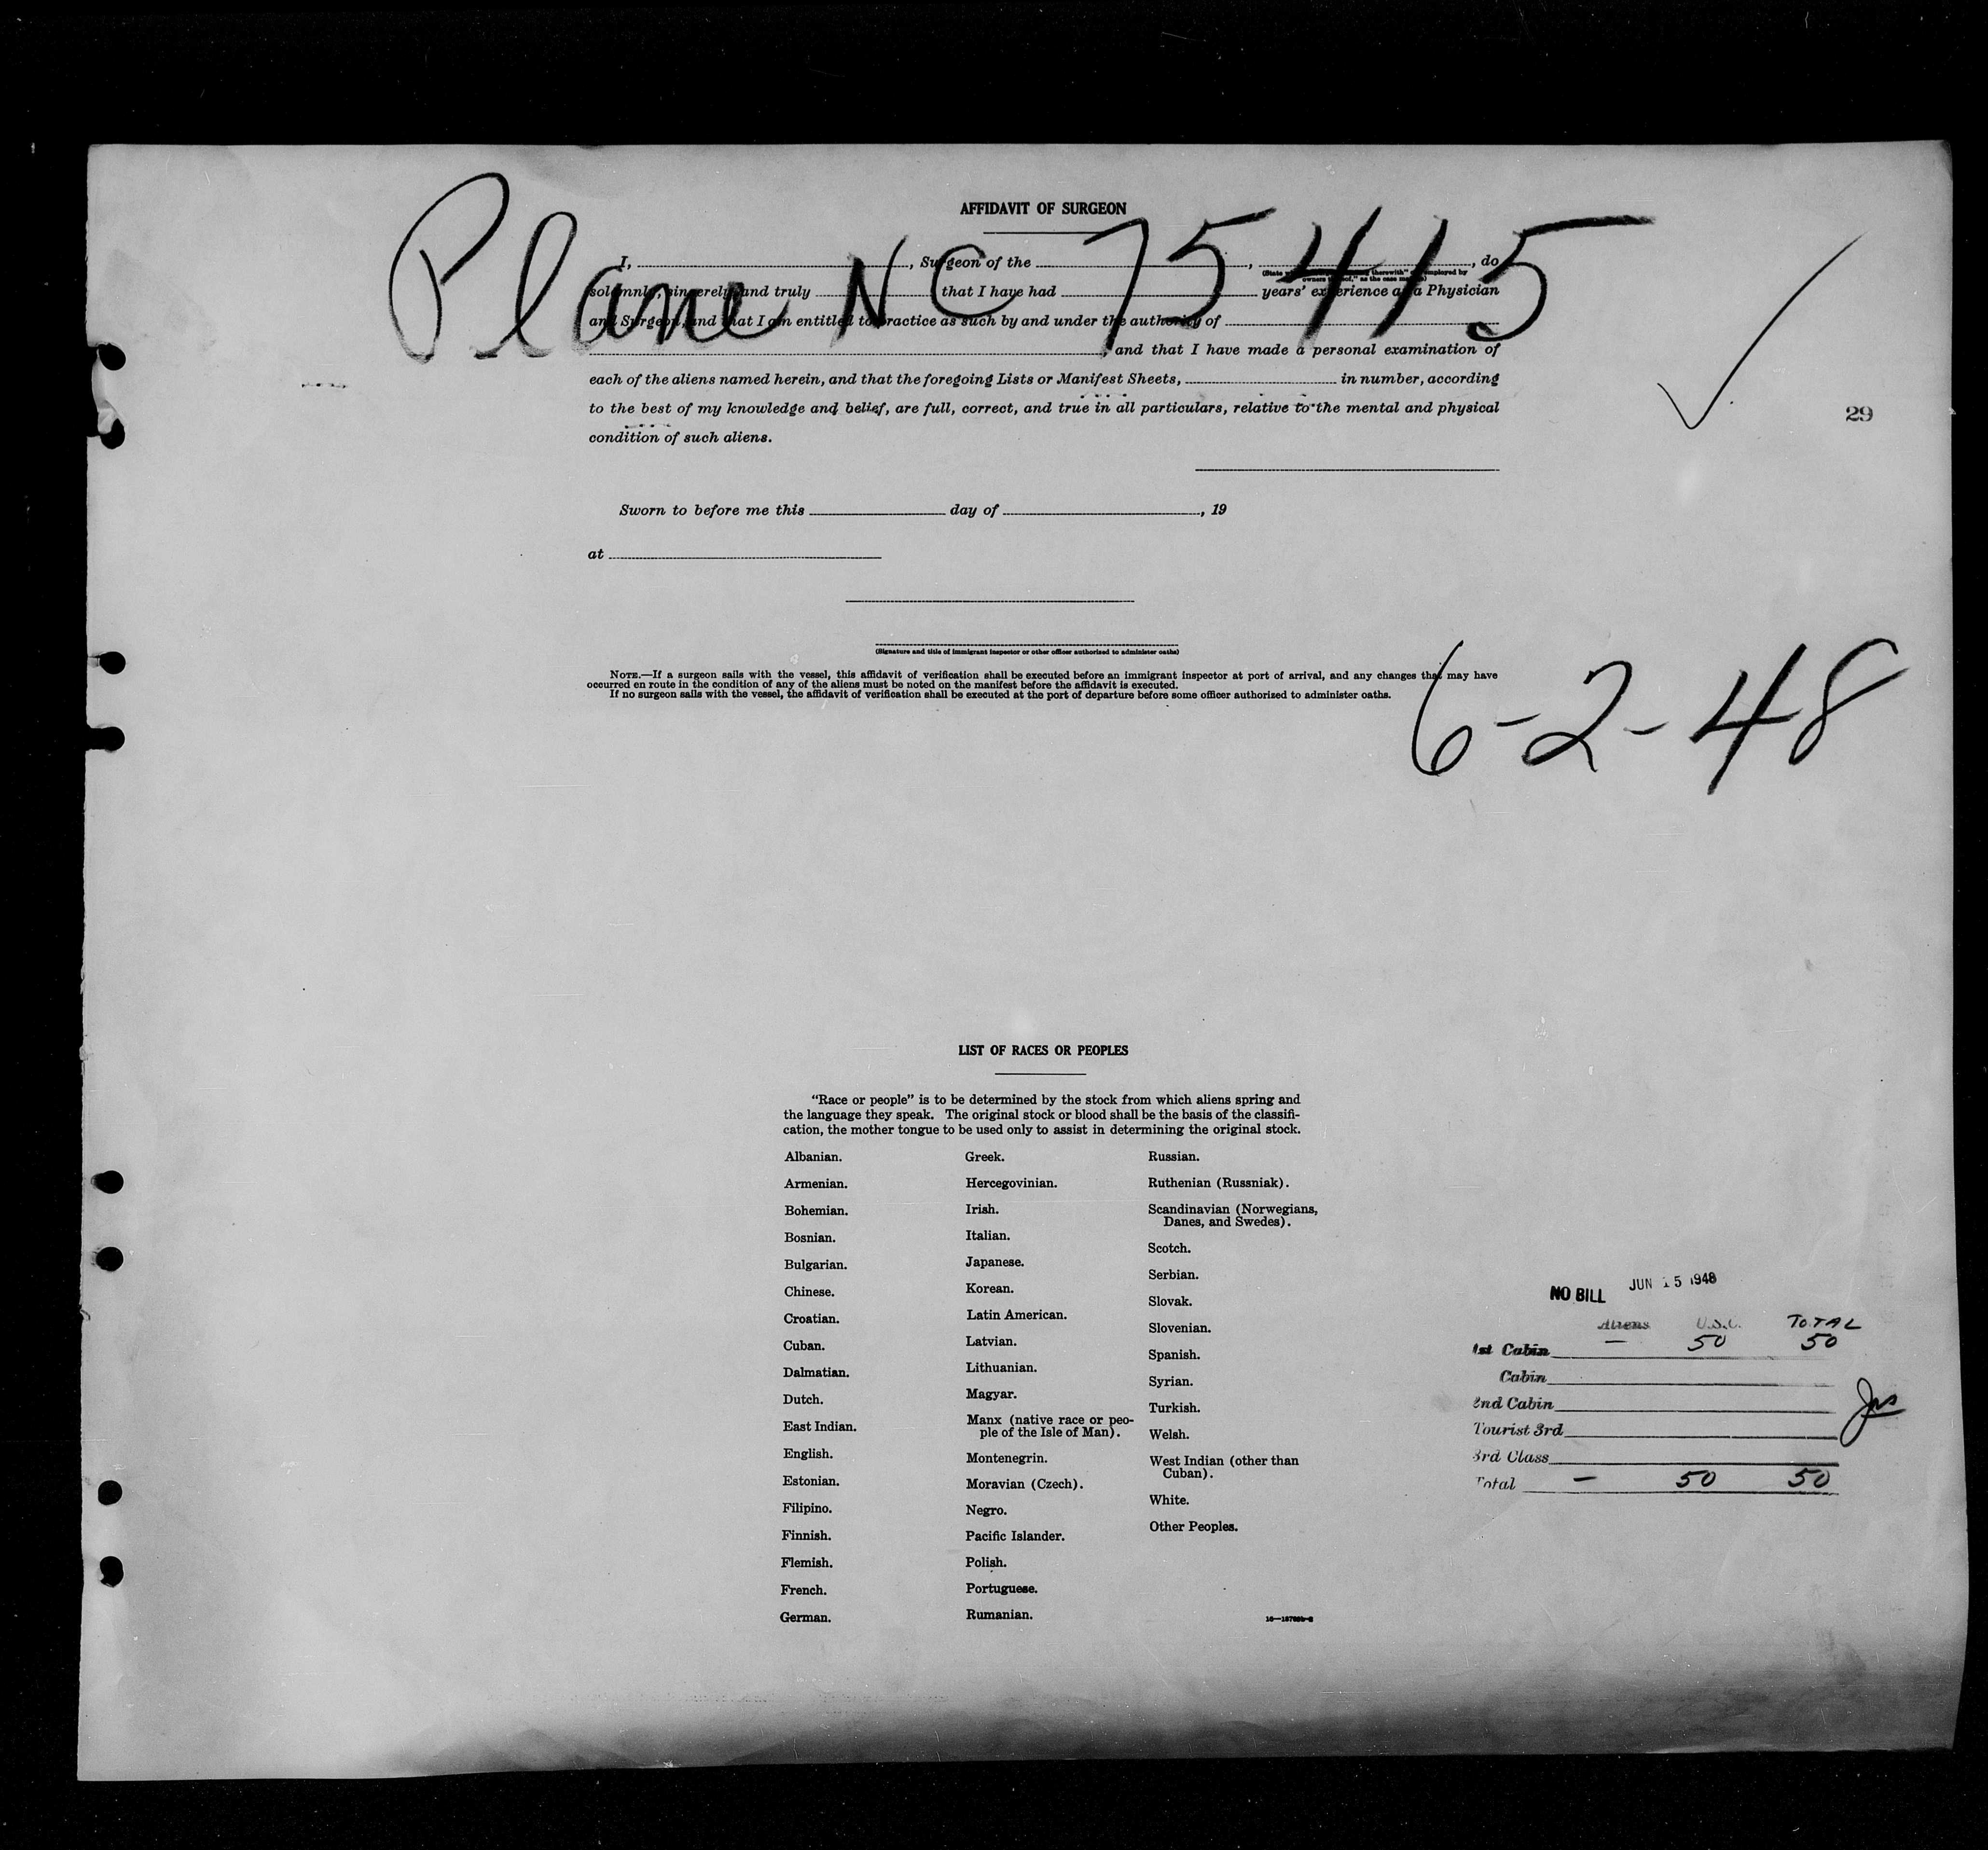 AFFIDAVIT OF SURGEON
Plane NC 75415
I, , Surgeon of the , , do
solemnly, sincerely, and truly that I have had years' experience as a Physician
and Surgeon, and that I am entitled to practice as such by and under the authority of
, and that I have made a personal examination of
each of the aliens named herein, and that the foregoing Lists or Manifest Sheets, in number, according
to the best of my knowledge and belief, are full, correct, and true in all particulars, relative to the mental and physical
condition of such aliens.
29
Sworn to before me this day of , 19
at
(Signature and title of immigrant inspector or other officer authorized to administer oaths)
NOTE.—If a surgeon sails with the vessel, this affidavit of verification shall be executed before an immigrant inspector at port of arrival, and any changes that may have
occurred en route in the condition of any of the aliens must be noted on the manifest before the affidavit is executed.
If no surgeon sails with the vessel, the affidavit of verification shall be executed at the port of departure before some officer authorized to administer oaths.
6-2-48
LIST OF RACES OR PEOPLES
"Race or people" is to be determined by the stock from which aliens spring and
the language they speak. The original stock or blood shall be the basis of the classifi-
cation, the mother tongue to be used only to assist in determining the original stock.
Albanian.
Armenian.
Bohemian.
Bosnian.
Bulgarian.
Chinese.
Croatian.
Cuban.
Dalmatian.
Dutch.
East Indian.
English.
Estonian.
Filipino.
Finnish.
Flemish.
French.
German.
Greek.
Hercegovinian.
Irish.
Italian.
Japanese.
Korean.
Latin American.
Latvian.
Lithuanian.
Magyar.
Manx (native race or peo-
ple of the Isle of Man).
Montenegrin.
Moravian (Czech).
Negro.
Pacific Islander.
Polish.
Portuguese.
Rumanian.
Russian.
Ruthenian (Russniak).
Scandinavian (Norwegians,
Danes, and Swedes).
Scotch.
Serbian.
Slovak.
Slovenian.
Spanish.
Syrian.
Turkish.
Welsh.
West Indian (other than
Cuban).
White.
Other Peoples.
NO BILL JUN 15 1948
Aliens U.S.C. TOTAL
1st Cabin — 50 50
Cabin
2nd Cabin
Tourist 3rd
3rd Class
Total — 50 50